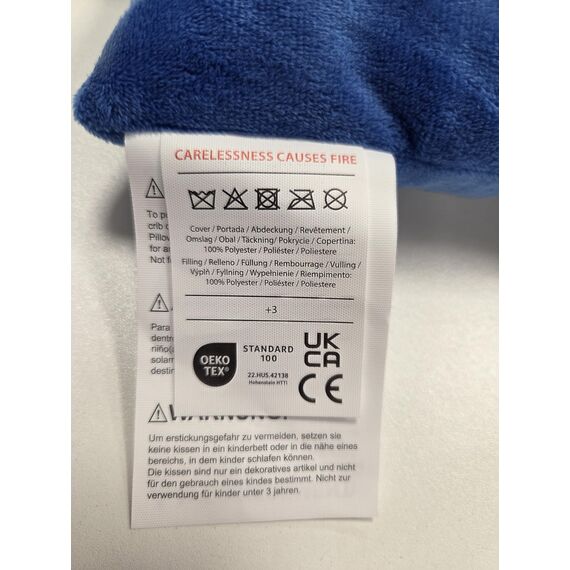 CARELESSNESS CAUSES FIRE
Cover / Portada / Abdeckung / Revêtement /
Omslag / Obal / Täckning/ Pokrycie / Copertina:
100% Polyester / Poliéster / Poliestere
Filling / Relleno / Füllung / Rembourrage / Vulling /
Výplň / Fyllning / Wypełnienie / Riempimento:
100% Polyester / Poliéster / Poliestere
+3
OEKO
TEX®
STANDARD
100
22.HUS.42138
Hohenstein HTTI
UK
CA
CE
To
crib
Pillow
for
Not
Para
dentro
solam
WARNUNG!
Um erstickungsgefahr zu vermeiden, setzen sie
keine kissen in ein kinderbett oder in die nähe eines
bereichs, in dem kinder schlafen können.
Die kissen sind nur ein dekoratives artikel und nicht
für den gebrauch eines kindes bestimmt. Nicht zur
verwendung für kinder unter 3 jahren.